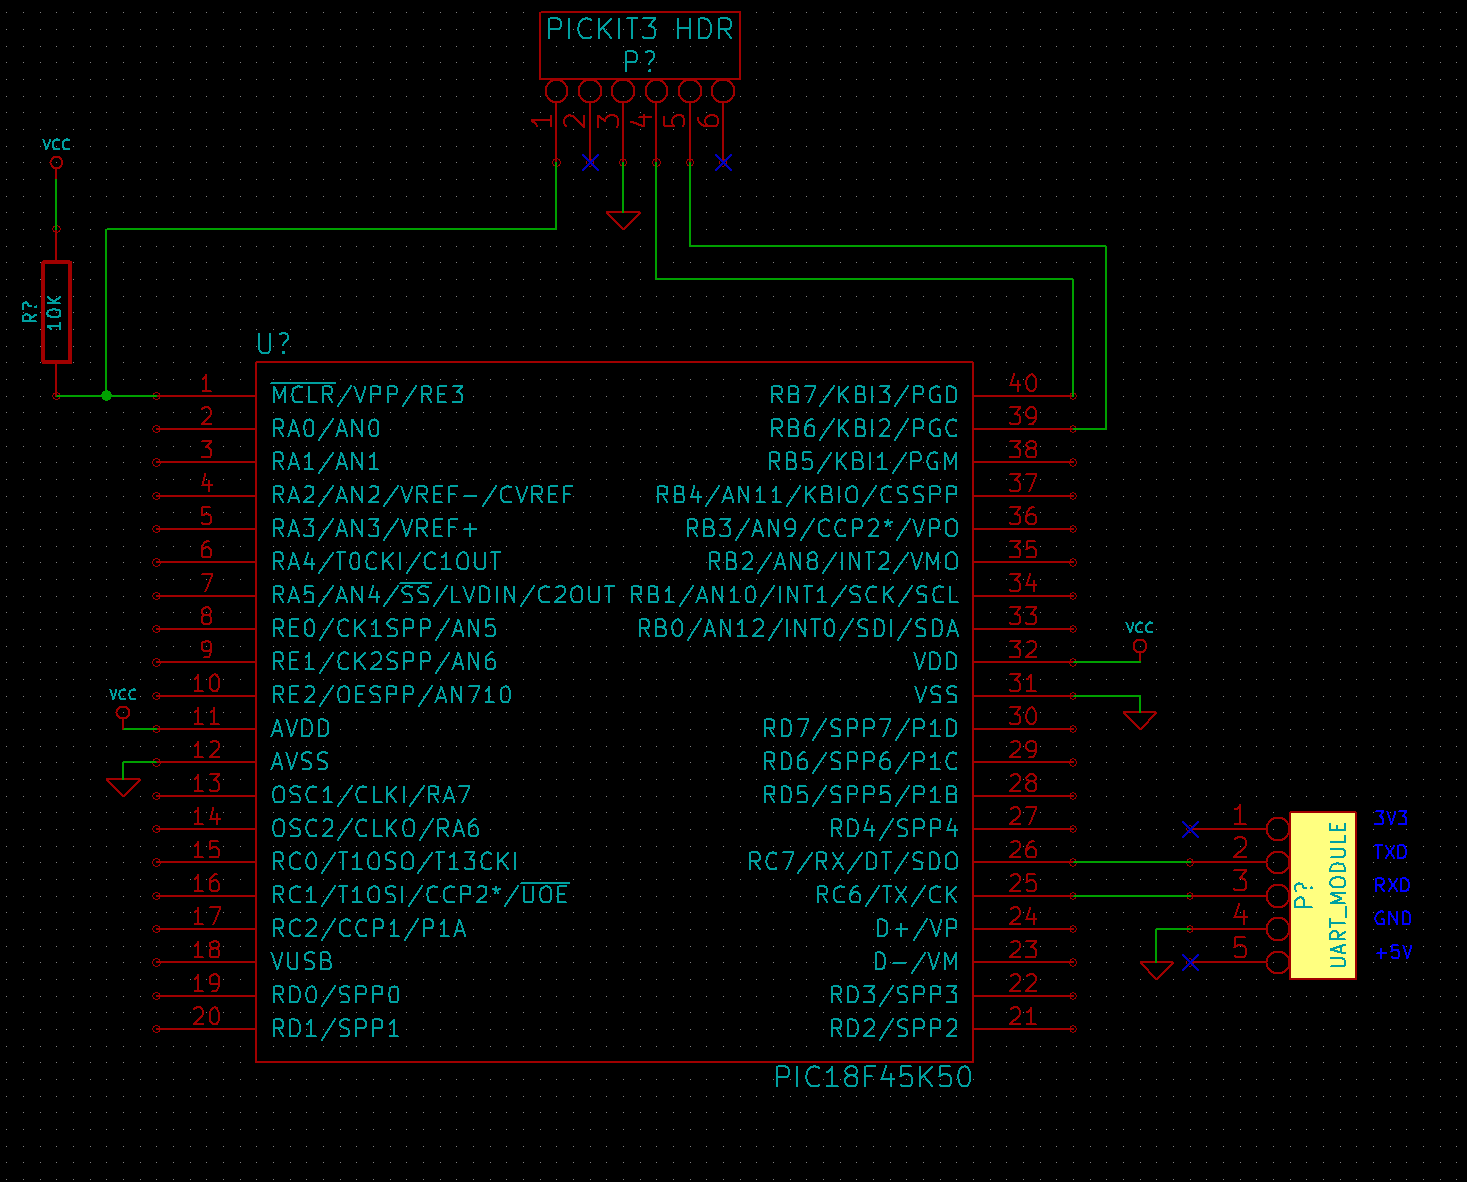 PICKIT3 HDR
P?
1 2 3 4 5 6
VCC
R?
10K
U?
1 MCLR/VPP/RE3 RB7/KBI3/PGD 40
2 RA0/AN0 RB6/KBI2/PGC 39
3 RA1/AN1 RB5/KBI1/PGM 38
4 RA2/AN2/VREF-/CVREF RB4/AN11/KBI0/CSSPP 37
5 RA3/AN3/VREF+ RB3/AN9/CCP2*/VPO 36
6 RA4/T0CKI/C1OUT RB2/AN8/INT2/VMO 35
7 RA5/AN4/SS/LVDIN/C2OUT RB1/AN10/INT1/SCK/SCL 34
8 RE0/CK1SPP/AN5 RB0/AN12/INT0/SDI/SDA 33
VCC
9 RE1/CK2SPP/AN6 VDD 32
10 RE2/OESPP/AN710 VSS 31
VCC
11 AVDD RD7/SPP7/P1D 30
12 AVSS RD6/SPP6/P1C 29
13 OSC1/CLKI/RA7 RD5/SPP5/P1B 28
14 OSC2/CLKO/RA6 RD4/SPP4 27
15 RC0/T1OSO/T13CKI RC7/RX/DT/SDO 26
16 RC1/T1OSI/CCP2*/UOE RC6/TX/CK 25
17 RC2/CCP1/P1A D+/VP 24
18 VUSB D-/VM 23
19 RD0/SPP0 RD3/SPP3 22
20 RD1/SPP1 RD2/SPP2 21
PIC18F45K50
1 3V3
2 TXD
3 RXD
4 GND
5 +5V
P?
UART_MODULE